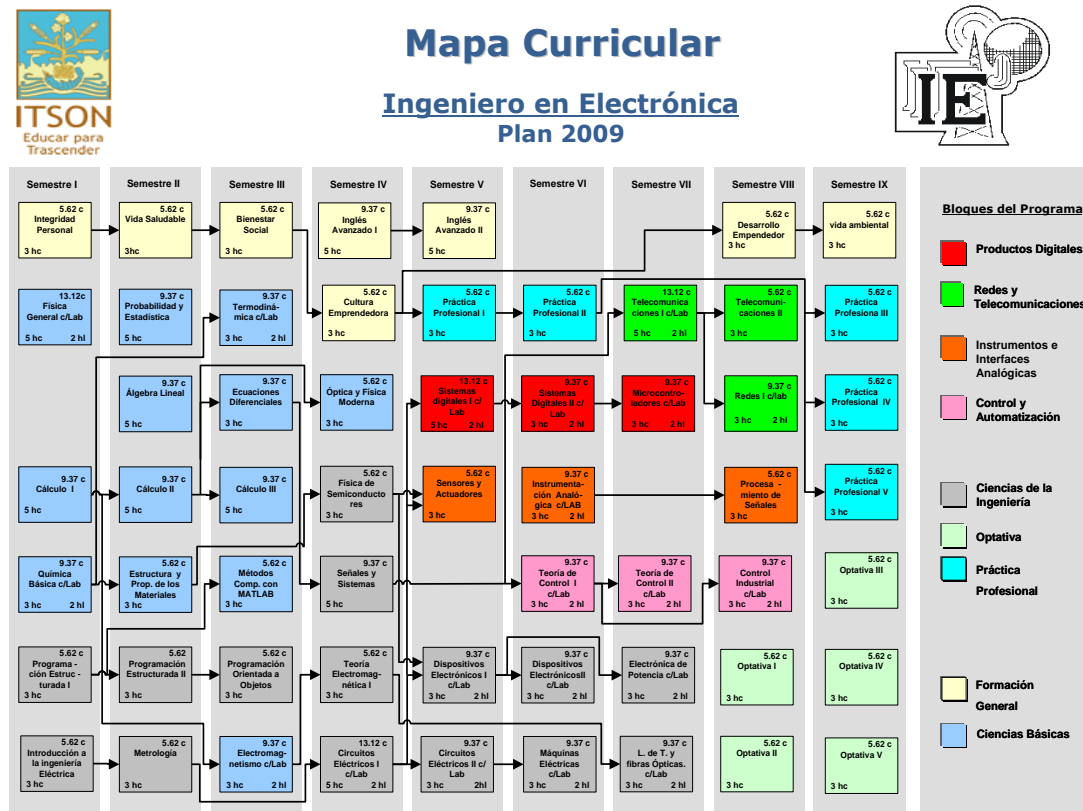 Mapa Curricular
Ingeniero en Electrónica
Plan 2009
ITSON
Educar para
Trascender
IE
Semestre I
Semestre II
Semestre III
Semestre IV
Semestre V
Semestre VI
Semestre VII
Semestre VIII
Semestre IX
5.62 c
Integridad
Personal
3 hc
5.62 c
Vida Saludable
3hc
5.62 c
Bienestar
Social
3 hc
9.37 c
Inglés
Avanzado I
5 hc
9.37 c
Inglés
Avanzado II
5 hc
5.62 c
Desarrollo
Empendedor
3 hc
5.62 c
vida ambiental
3 hc
13.12c
Física
General c/Lab
5 hc 2 hl
9.37 c
Probabilidad y
Estadística
5 hc
9.37 c
Termodiná-
mica c/Lab
3 hc 2 hl
5.62 c
Cultura
Emprendedora
3 hc
5.62 c
Práctica
Profesional I
3 hc
5.62 c
Práctica
Profesional II
3 hc
13.12 c
Telecomunica
ciones I c/Lab
5 hc 2 hl
5.62 c
Telecomuni-
caciones II
3 hc
5.62 c
Práctica
Profesiona III
3 hc
9.37 c
Álgebra Lineal
5 hc
9.37 c
Ecuaciones
Diferenciales
5 hc
5.62 c
Óptica y Física
Moderna
3 hc
13.12 c
Sistemas
digitales I c/
Lab
5 hc 2 hl
9.37 c
Sistemas
Digitales II c/
Lab
3 hc 2 hl
9.37 c
Microcontro-
ladores c/Lab
3 hc 2 hl
9.37 c
Redes I c/lab
3 hc 2 hl
5.62 c
Práctica
Profesional IV
3 hc
9.37 c
Cálculo I
5 hc
9.37 c
Cálculo II
5 hc
9.37 c
Cálculo III
5 hc
5.62 c
Física de
Semiconducto
res
3 hc
5.62 c
Sensores y
Actuadores
3 hc
9.37 c
Instrumenta-
ción Analó-
gica c/LAB
3 hc 2 hl
5.62 c
Procesa -
miento de
Señales
3 hc
5.62 c
Práctica
Profesional V
3 hc
9.37 c
Química
Básica c/Lab
3 hc 2 hl
5.62 c
Estructura y
Prop. de los
Materiales
3 hc
5.62 c
Métodos
Comp. con
MATLAB
3 hc
9.37 c
Señales y
Sistemas
5 hc
9.37 c
Teoría de
Control I
c/Lab
3 hc 2 hl
9.37 c
Teoría de
Control II
c/Lab
3 hc 2 hl
9.37 c
Control
Industrial
c/Lab
3 hc 2 hl
5.62 c
Optativa III
3 hc
5.62 c
Programa -
ción Estruc -
turada I
3 hc
5.62
Programación
Estructurada II
3 hc
5.62 c
Programación
Orientada a
Objetos
3 hc
5.62 c
Teoría
Electromag-
nética I
3 hc
9.37 c
Dispositivos
Electrónicos I
c/Lab
3 hc 2 hl
9.37 c
Dispositivos
ElectrónicosII
c/Lab
3 hc 2 hl
9.37 c
Electrónica de
Potencia c/Lab
3 hc 2 hl
5.62 c
Optativa I
3 hc
5.62 c
Optativa IV
3 hc
5.62 c
Introducción a
la ingeniería
Eléctrica
3 hc
5.62 c
Metrología
3 hc
9.37 c
Electromag-
netismo c/Lab
3 hc 2 hl
13.12 c
Circuitos
Eléctricos I
c/Lab
5 hc 2 hl
9.37 c
Circuitos
Eléctricos II c/
Lab
3 hc 2hl
9.37 c
Máquinas
Eléctricas c/
Lab
3 hc 2 hl
9.37 c
L. de T. y
fibras Ópticas.
c/Lab
3 hc 2 hl
5.62 c
Optativa II
3 hc
5.62 c
Optativa V
3 hc
Bloques del Programa
Productos Digitales
Redes y
Telecomunicaciones
Instrumentos e
Interfaces
Analógicas
Control y
Automatización
Ciencias de la
Ingeniería
Optativa
Práctica
Profesional
Formación
General
Ciencias Básicas